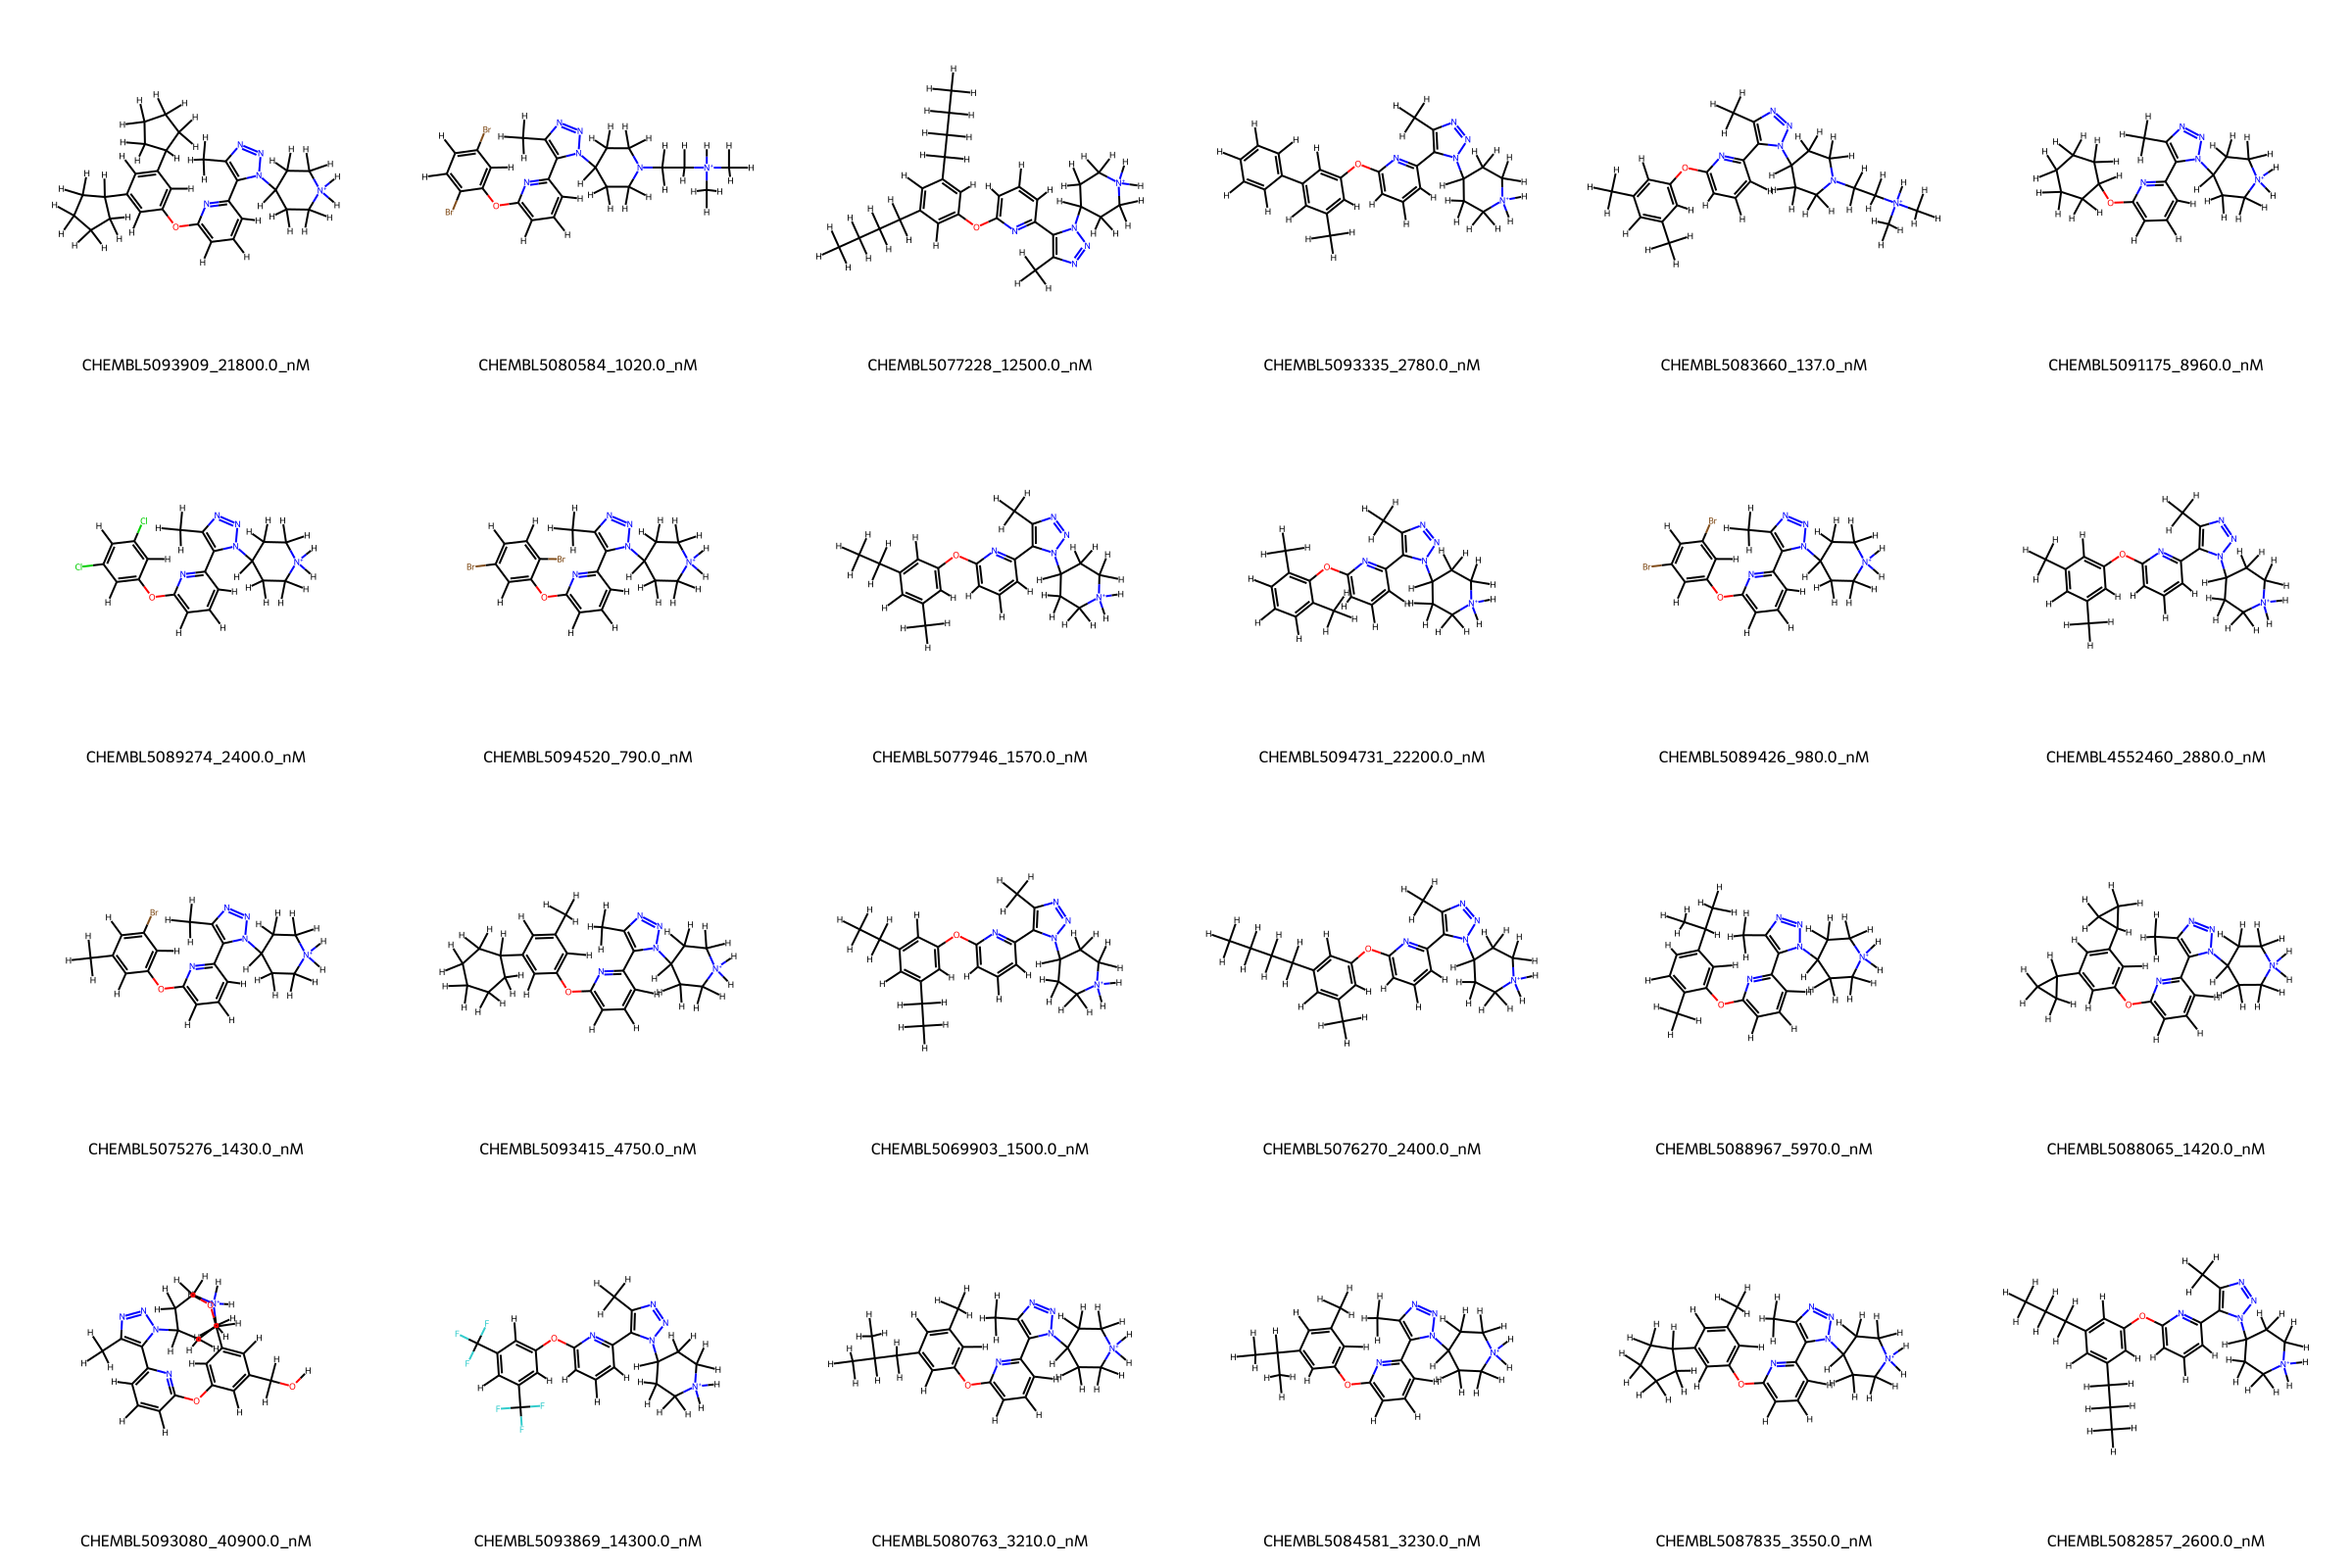 CHEMBL5093909_21800.0_nM
CHEMBL5080584_1020.0_nM
CHEMBL5077228_12500.0_nM
CHEMBL5093335_2780.0_nM
CHEMBL5083660_137.0_nM
CHEMBL5091175_8960.0_nM
CHEMBL5089274_2400.0_nM
CHEMBL5094520_790.0_nM
CHEMBL5077946_1570.0_nM
CHEMBL5094731_22200.0_nM
CHEMBL5089426_980.0_nM
CHEMBL4552460_2880.0_nM
CHEMBL5075276_1430.0_nM
CHEMBL5093415_4750.0_nM
CHEMBL5069903_1500.0_nM
CHEMBL5076270_2400.0_nM
CHEMBL5088967_5970.0_nM
CHEMBL5088065_1420.0_nM
CHEMBL5093080_40900.0_nM
CHEMBL5093869_14300.0_nM
CHEMBL5080763_3210.0_nM
CHEMBL5084581_3230.0_nM
CHEMBL5087835_3550.0_nM
CHEMBL5082857_2600.0_nM